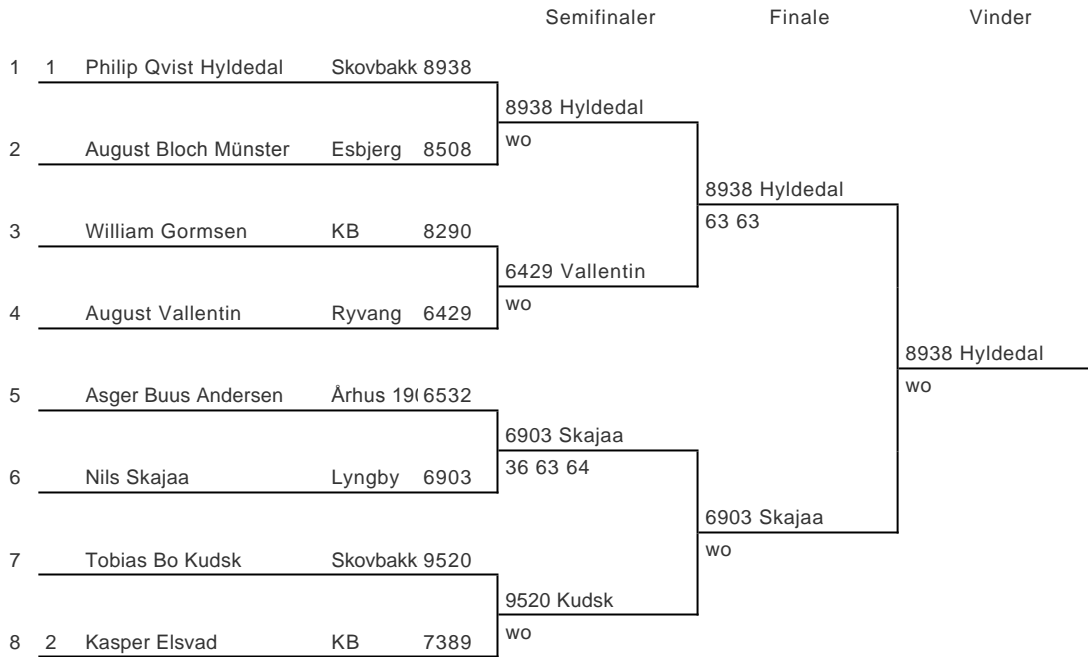 Semifinaler Finale Vinder
1 1 Philip Qvist Hyldedal Skovbakk 8938
8938 Hyldedal
wo
2 August Bloch Münster Esbjerg 8508
8938 Hyldedal
63 63
3 William Gormsen KB 8290
6429 Vallentin
wo
4 August Vallentin Ryvang 6429
8938 Hyldedal
wo
5 Asger Buus Andersen Århus 190 6532
6903 Skajaa
36 63 64
6 Nils Skajaa Lyngby 6903
6903 Skajaa
wo
7 Tobias Bo Kudsk Skovbakk 9520
9520 Kudsk
wo
8 2 Kasper Elsvad KB 7389